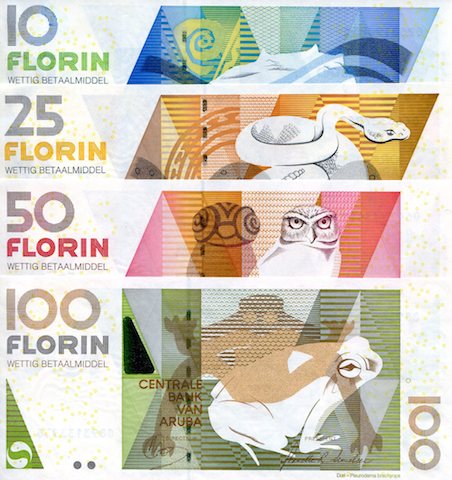 10
FLORIN
WETTIG BETAALMIDDEL
25
FLORIN
WETTIG BETAALMIDDEL
50
FLORIN
WETTIG BETAALMIDDEL
100
FLORIN
WETTIG BETAALMIDDEL
CENTRALE
BANK
VAN
ARUBA
100